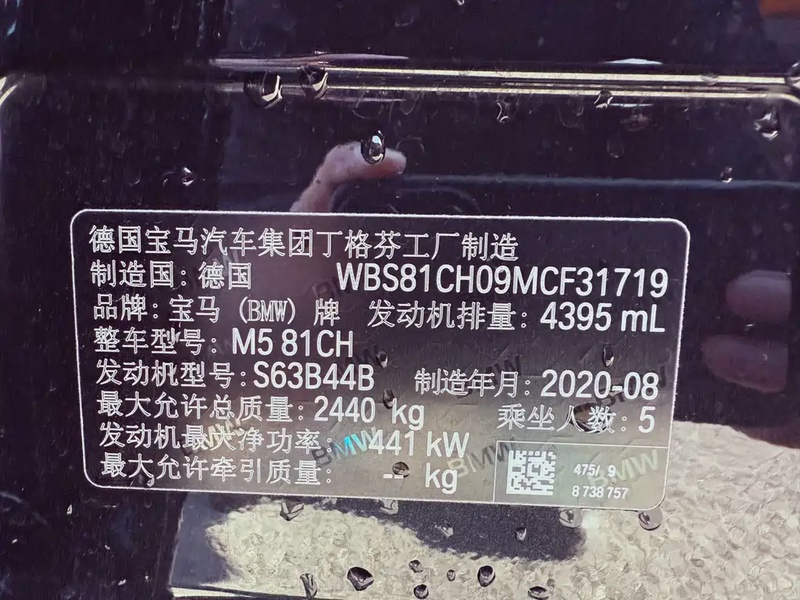 德国宝马汽车集团丁格芬工厂制造
制造国: 德国 WBS81CH09MCF31719
品牌: 宝马 (BMW) 牌 发动机排量: 4395 mL
整车型号: M5 81CH
发动机型号: S63B44B 制造年月: 2020-08
最大允许总质量: 2440 kg 乘坐人数: 5
发动机最大净功率: 441 kW
最大允许牵引质量: -- kg
475/ 9
8 738 757